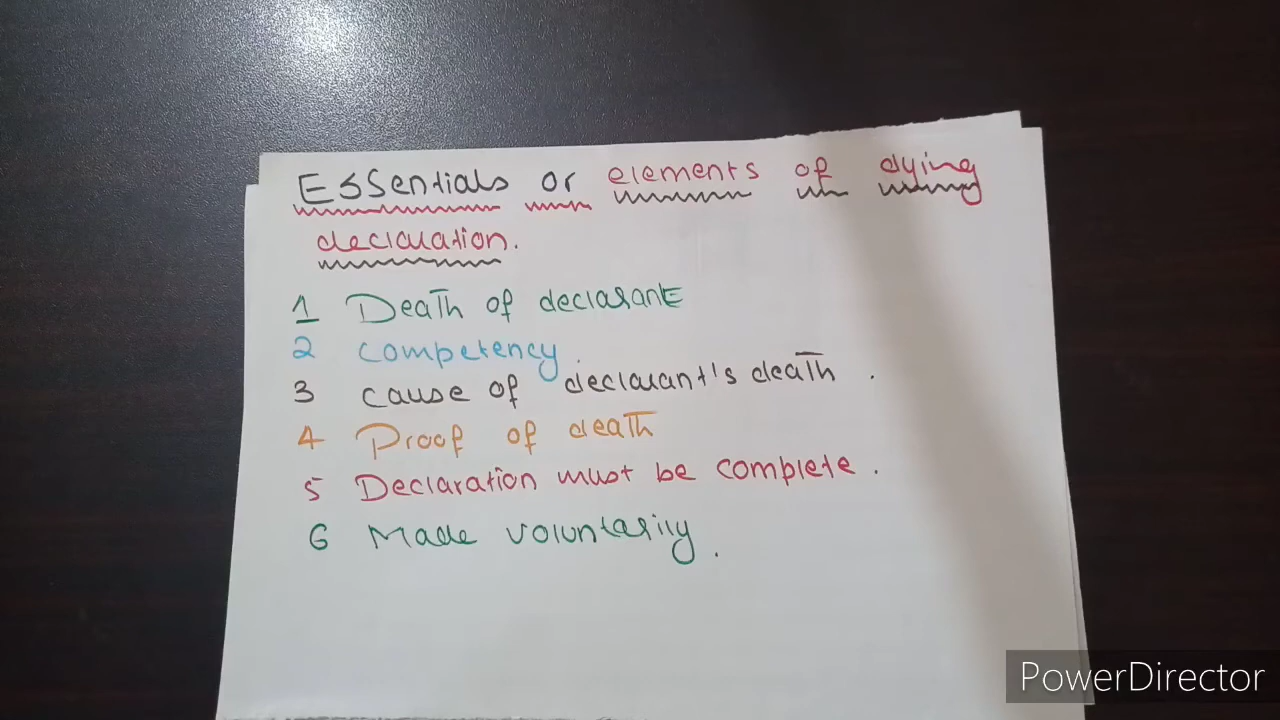 Essentials or elements of dying
declaration.
1 Death of declarant
2 competency.
3 cause of declarant's death.
4 Proof of death
5 Declaration must be complete.
6 Made voluntarily.
PowerDirector